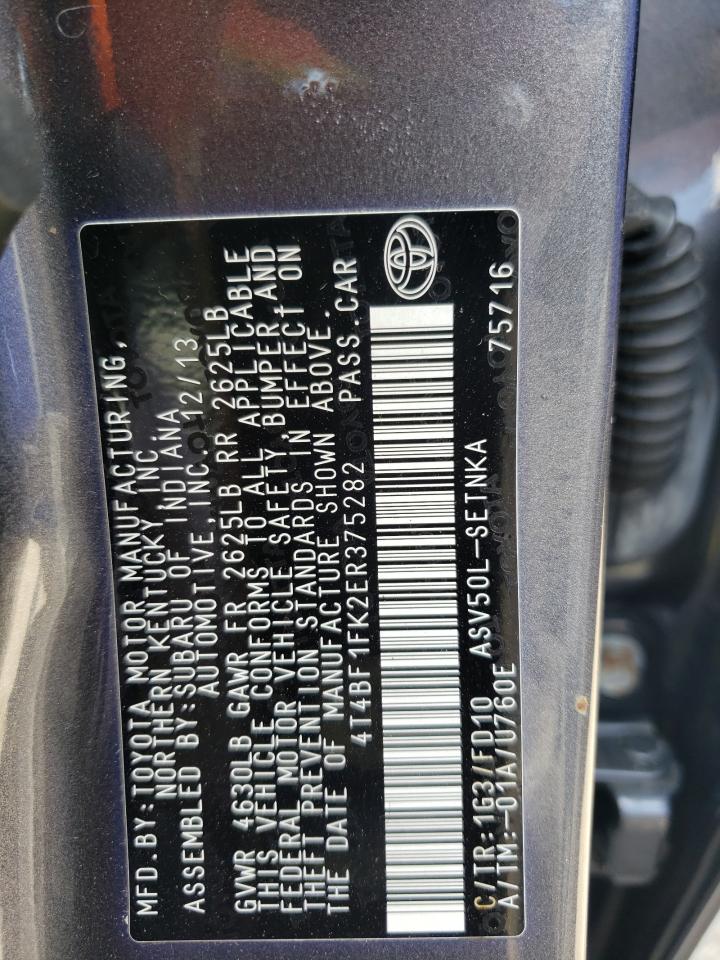 MFD.BY:TOYOTA MOTOR MANUFACTURING,
NORTHERN KENTUCKY INC.
ASSEMBLED BY:SUBARU OF INDIANA
AUTOMOTIVE,INC. 12/13
GVWR 4630LB GAWR FR 2625LB RR 2625LB
THIS VEHICLE CONFORMS TO ALL APPLICABLE
FEDERAL MOTOR VEHICLE SAFETY,BUMPER,AND
THEFT PREVENTION STANDARDS IN EFFECT ON
THE DATE OF MANUFACTURE SHOWN ABOVE.
4T4BF1FK2ER375282 PASS.CAR
C/TR:1G3/FD10 ASV50L-SETNKA 75716
A/TM:-01A/U760E